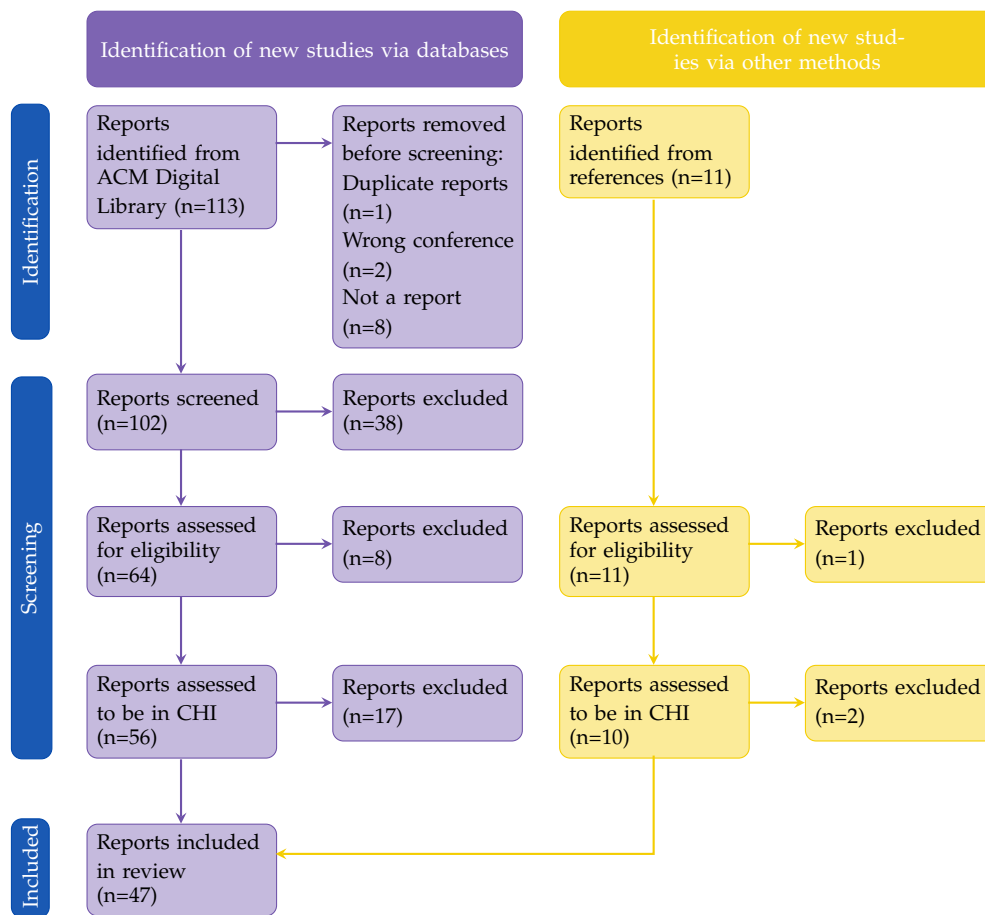 Identification of new studies via databases
Identification of new stud-
ies via other methods
Identification
Reports
identified from
ACM Digital
Library (n=113)
Reports removed
before screening:
Duplicate reports
(n=1)
Wrong conference
(n=2)
Not a report
(n=8)
Reports
identified from
references (n=11)
Screening
Reports screened
(n=102)
Reports excluded
(n=38)
Reports assessed
for eligibility
(n=64)
Reports excluded
(n=8)
Reports assessed
for eligibility
(n=11)
Reports excluded
(n=1)
Reports assessed
to be in CHI
(n=56)
Reports excluded
(n=17)
Reports assessed
to be in CHI
(n=10)
Reports excluded
(n=2)
Included
Reports included
in review
(n=47)